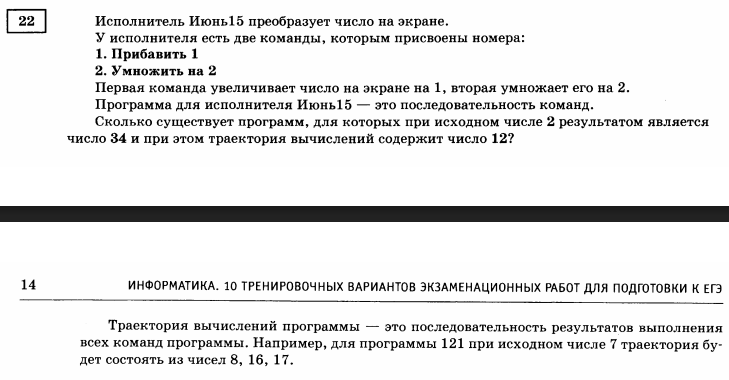 22
Исполнитель Июнь15 преобразует число на экране.
У исполнителя есть две команды, которым присвоены номера:
1. Прибавить 1
2. Умножить на 2
Первая команда увеличивает число на экране на 1, вторая умножает его на 2.
Программа для исполнителя Июнь15 — это последовательность команд.
Сколько существует программ, для которых при исходном числе 2 результатом является
число 34 и при этом траектория вычислений содержит число 12?
14
ИНФОРМАТИКА. 10 ТРЕНИРОВОЧНЫХ ВАРИАНТОВ ЭКЗАМЕНАЦИОННЫХ РАБОТ ДЛЯ ПОДГОТОВКИ К ЕГЭ
Траектория вычислений программы — это последовательность результатов выполнения
всех команд программы. Например, для программы 121 при исходном числе 7 траектория бу-
дет состоять из чисел 8, 16, 17.